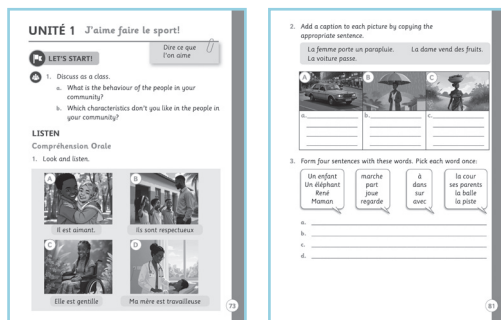 UNITÉ 1 J'aime faire le sport!
Dire ce que
l'on aime
LET'S START!
1. Discuss as a class.
a. What is the behaviour of the people in your
community?
b. Which characteristics don't you like in the people in
your community?
LISTEN
Compréhension Orale
1. Look and listen.
A
B
Il est aimant.
ils sont respectueux
C
D
Elle est gentille
Ma mère est travailleuse
73
2. Add a caption to each picture by copying the
appropriate sentence.
La femme porte un parapluie. La dame vend des fruits.
La voiture passe.
A
B
C
a.
b.
c.
3. Form four sentences with these words. Pick each word once:
Un enfant marche à la cour
Un éléphant part dans ses parents
René joue sur la balle
Maman regarde avec la piste
a.
b.
c.
d.
81